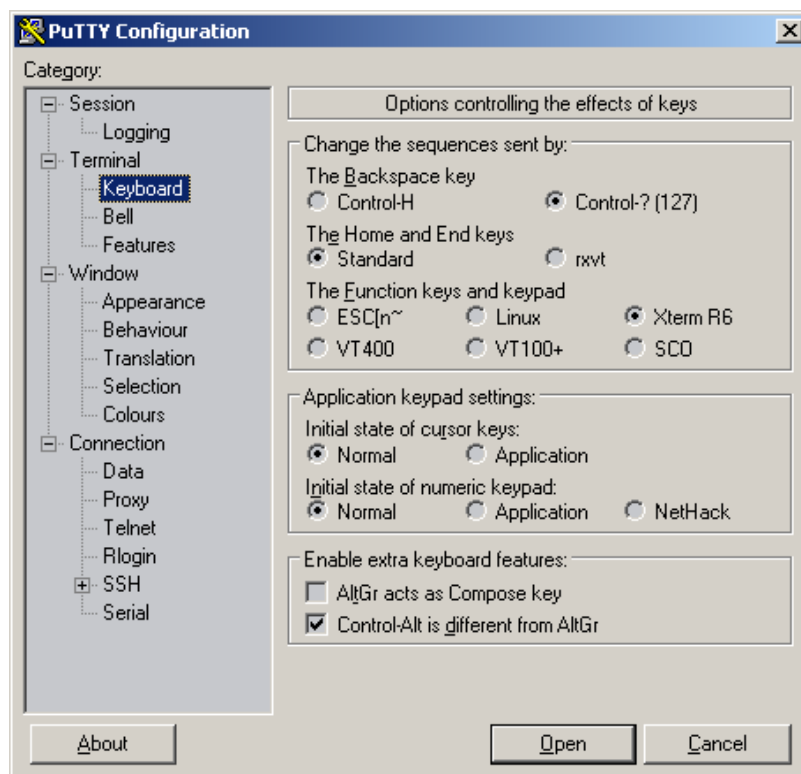 PuTTY Configuration
Category:
Session
Logging
Terminal
Keyboard
Bell
Features
Window
Appearance
Behaviour
Translation
Selection
Colours
Connection
Data
Proxy
Telnet
Rlogin
SSH
Serial
Options controlling the effects of keys
Change the sequences sent by:
The Backspace key
Control-H Control-? (127)
The Home and End keys
Standard rxvt
The Function keys and keypad
ESC[n~ Linux Xterm R6
VT400 VT100+ SCO
Application keypad settings:
Initial state of cursor keys:
Normal Application
Initial state of numeric keypad:
Normal Application NetHack
Enable extra keyboard features:
AltGr acts as Compose key
Control-Alt is different from AltGr
About Open Cancel